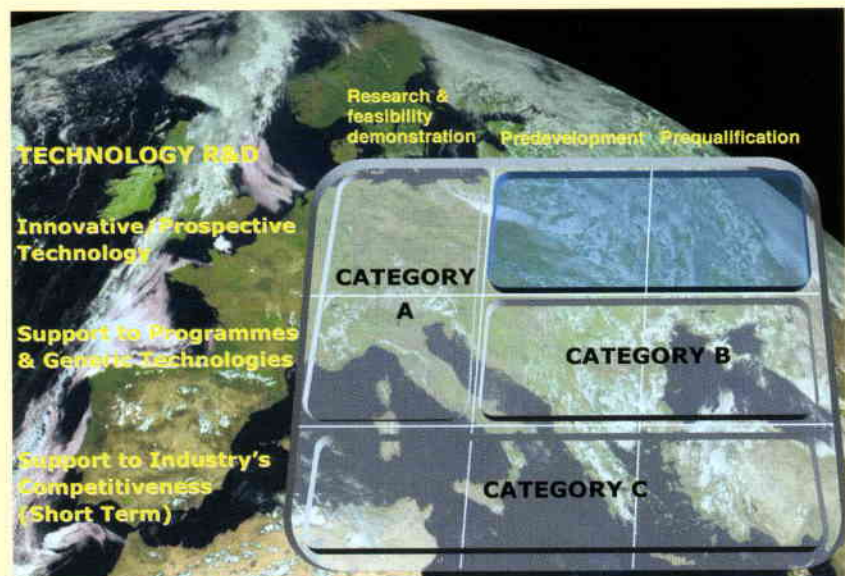 Research &
feasibility
demonstration
Predevelopment
Prequalification
TECHNOLOGY R&D
Innovative/Prospective
Technology
CATEGORY
A
Support to Programmes
& Generic Technologies
CATEGORY B
Support to Industry's
Competitiveness
(Short Term)
CATEGORY C